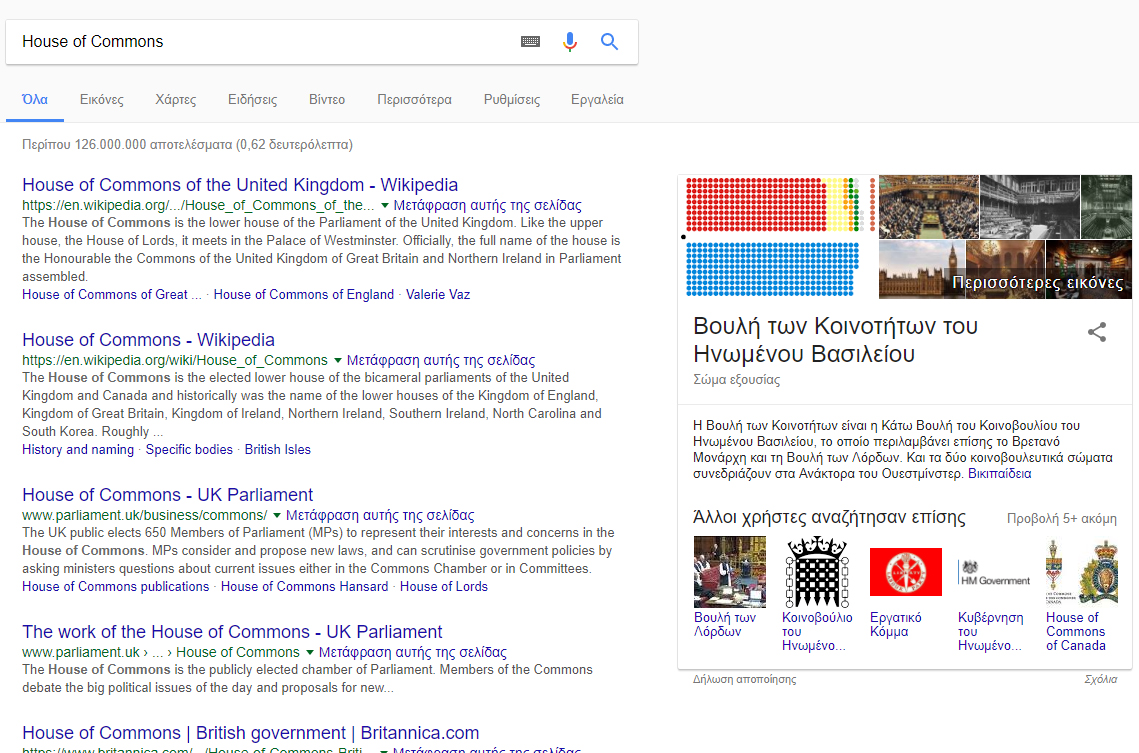 House of Commons
Όλα Εικόνες Χάρτες Ειδήσεις Βίντεο Περισσότερα Ρυθμίσεις Εργαλεία
Περίπου 126.000.000 αποτελέσματα (0,62 δευτερόλεπτα)
House of Commons of the United Kingdom - Wikipedia
https://en.wikipedia.org/.../House_of_Commons_of_the... Μετάφραση αυτής της σελίδας
The House of Commons is the lower house of the Parliament of the United Kingdom. Like the upper
house, the House of Lords, it meets in the Palace of Westminster. Officially, the full name of the house is
the Honourable the Commons of the United Kingdom of Great Britain and Northern Ireland in Parliament
assembled.
House of Commons of Great ... · House of Commons of England · Valerie Vaz
House of Commons - Wikipedia
https://en.wikipedia.org/wiki/House_of_Commons Μετάφραση αυτής της σελίδας
The House of Commons is the elected lower house of the bicameral parliaments of the United
Kingdom and Canada and historically was the name of the lower houses of the Kingdom of England,
Kingdom of Great Britain, Kingdom of Ireland, Northern Ireland, Southern Ireland, North Carolina and
South Korea. Roughly ...
History and naming · Specific bodies · British Isles
House of Commons - UK Parliament
www.parliament.uk/business/commons/ Μετάφραση αυτής της σελίδας
The UK public elects 650 Members of Parliament (MPs) to represent their interests and concerns in the
House of Commons. MPs consider and propose new laws, and can scrutinise government policies by
asking ministers questions about current issues either in the Commons Chamber or in Committees.
House of Commons publications · House of Commons Hansard · House of Lords
The work of the House of Commons - UK Parliament
www.parliament.uk › ... › House of Commons Μετάφραση αυτής της σελίδας
The House of Commons is the publicly elected chamber of Parliament. Members of the Commons
debate the big political issues of the day and proposals for new...
House of Commons | British government | Britannica.com
https://www.britannica.com/.../House-of-Commons-Briti... Μετάφραση αυτής της σελίδας
Περισσότερες εικόνες
Βουλή των Κοινοτήτων του
Ηνωμένου Βασιλείου
Σώμα εξουσίας
Η Βουλή των Κοινοτήτων είναι η Κάτω Βουλή του Κοινοβουλίου του
Ηνωμένου Βασιλείου, το οποίο περιλαμβάνει επίσης το Βρετανό
Μονάρχη και τη Βουλή των Λόρδων. Και τα δύο κοινοβουλευτικά σώματα
συνεδριάζουν στα Ανάκτορα του Ουεστμίνστερ. Βικιπαίδεια
Άλλοι χρήστες αναζήτησαν επίσης Προβολή 5+ ακόμη
HM Government
Βουλή των
Λόρδων
Κοινοβούλιο
του
Ηνωμένο...
Εργατικό
Κόμμα
Κυβέρνηση
του
Ηνωμένο...
House of
Commons
of Canada
Δήλωση αποποίησης Σχόλια